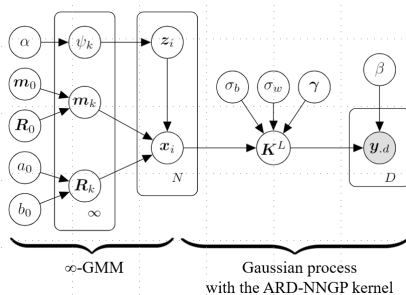 α ψ_k z_i
m_0 m_k β
σ_b σ_w γ
R_0
x_i K^L y_{.d}
a_0 R_k
b_0 ∞ N D
∞-GMM Gaussian process
with the ARD-NNGP kernel